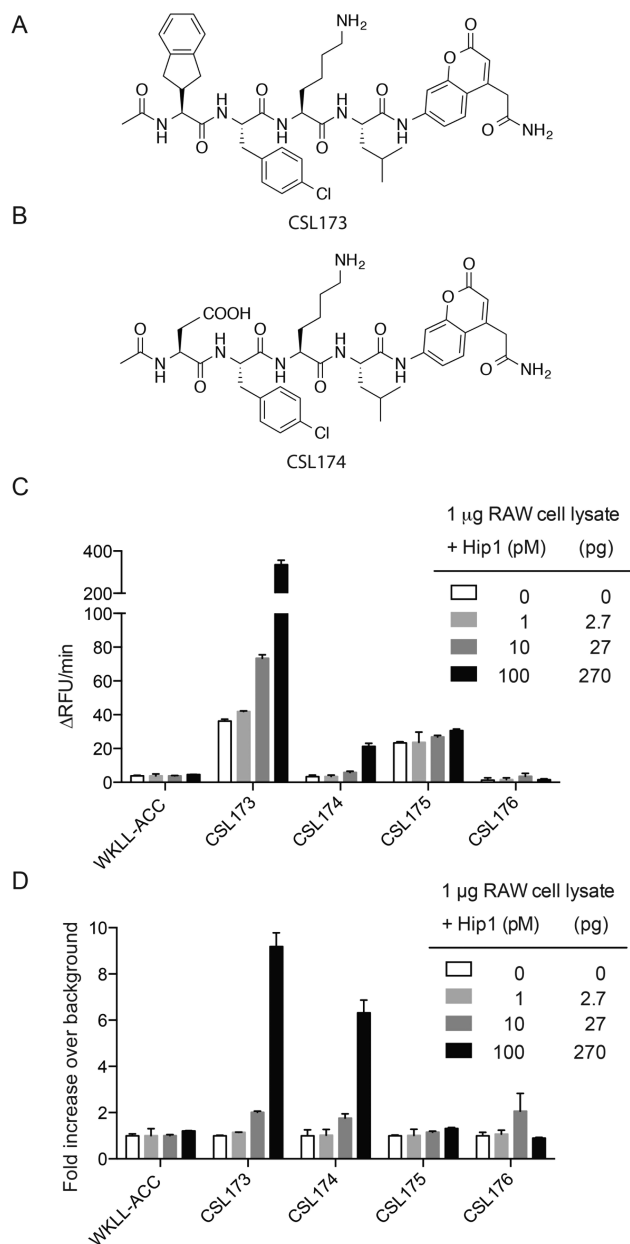 A
NH₂
O
O
O
H
N
O
H
N
O
O
N
H
O
N
H
O
N
H
O
NH₂
Cl
CSL173
B
NH₂
O
O
COOH
O
H
N
O
H
N
O
O
N
H
O
N
H
O
N
H
O
NH₂
Cl
CSL174
C
1 µg RAW cell lysate
+ Hip1 (pM) (pg)
0 0
1 2.7
10 27
100 270
400
200
100
80
60
40
20
0
ΔRFU/min
WKLL-ACC
CSL173
CSL174
CSL175
CSL176
D
1 µg RAW cell lysate
+ Hip1 (pM) (pg)
0 0
1 2.7
10 27
100 270
10
8
6
4
2
0
Fold increase over background
WKLL-ACC
CSL173
CSL174
CSL175
CSL176